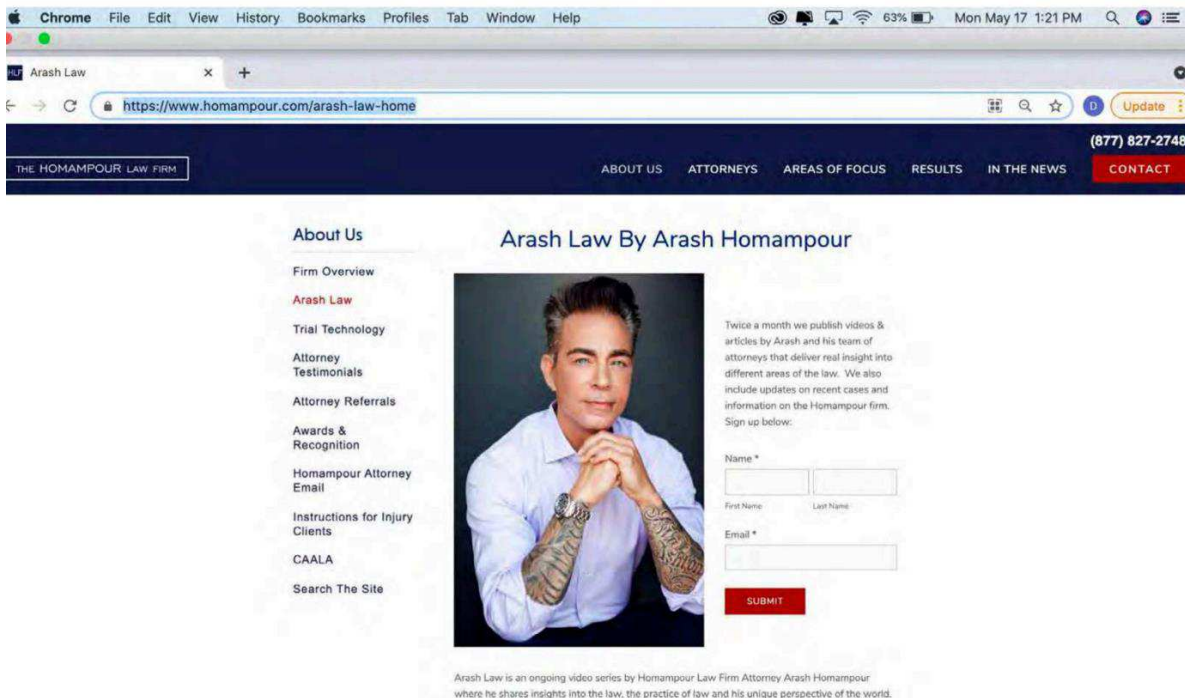 Chrome File Edit View History Bookmarks Profiles Tab Window Help 63% Mon May 17 1:21 PM
HLF Arash Law × +
https://www.homampour.com/arash-law-home D Update
(877) 827-2748
THE HOMAMPOUR LAW FIRM ABOUT US ATTORNEYS AREAS OF FOCUS RESULTS IN THE NEWS CONTACT
About Us
Firm Overview
Arash Law
Trial Technology
Attorney
Testimonials
Attorney Referrals
Awards &
Recognition
Homampour Attorney
Email
Instructions for Injury
Clients
CAALA
Search The Site
Arash Law By Arash Homampour
Twice a month we publish videos &
articles by Arash and his team of
attorneys that deliver real insight into
different areas of the law. We also
include updates on recent cases and
information on the Homampour firm.
Sign up below:
Name *
First Name Last Name
Email *
SUBMIT
Arash Law is an ongoing video series by Homampour Law Firm Attorney Arash Homampour
where he shares insights into the law, the practice of law and his unique perspective of the world.